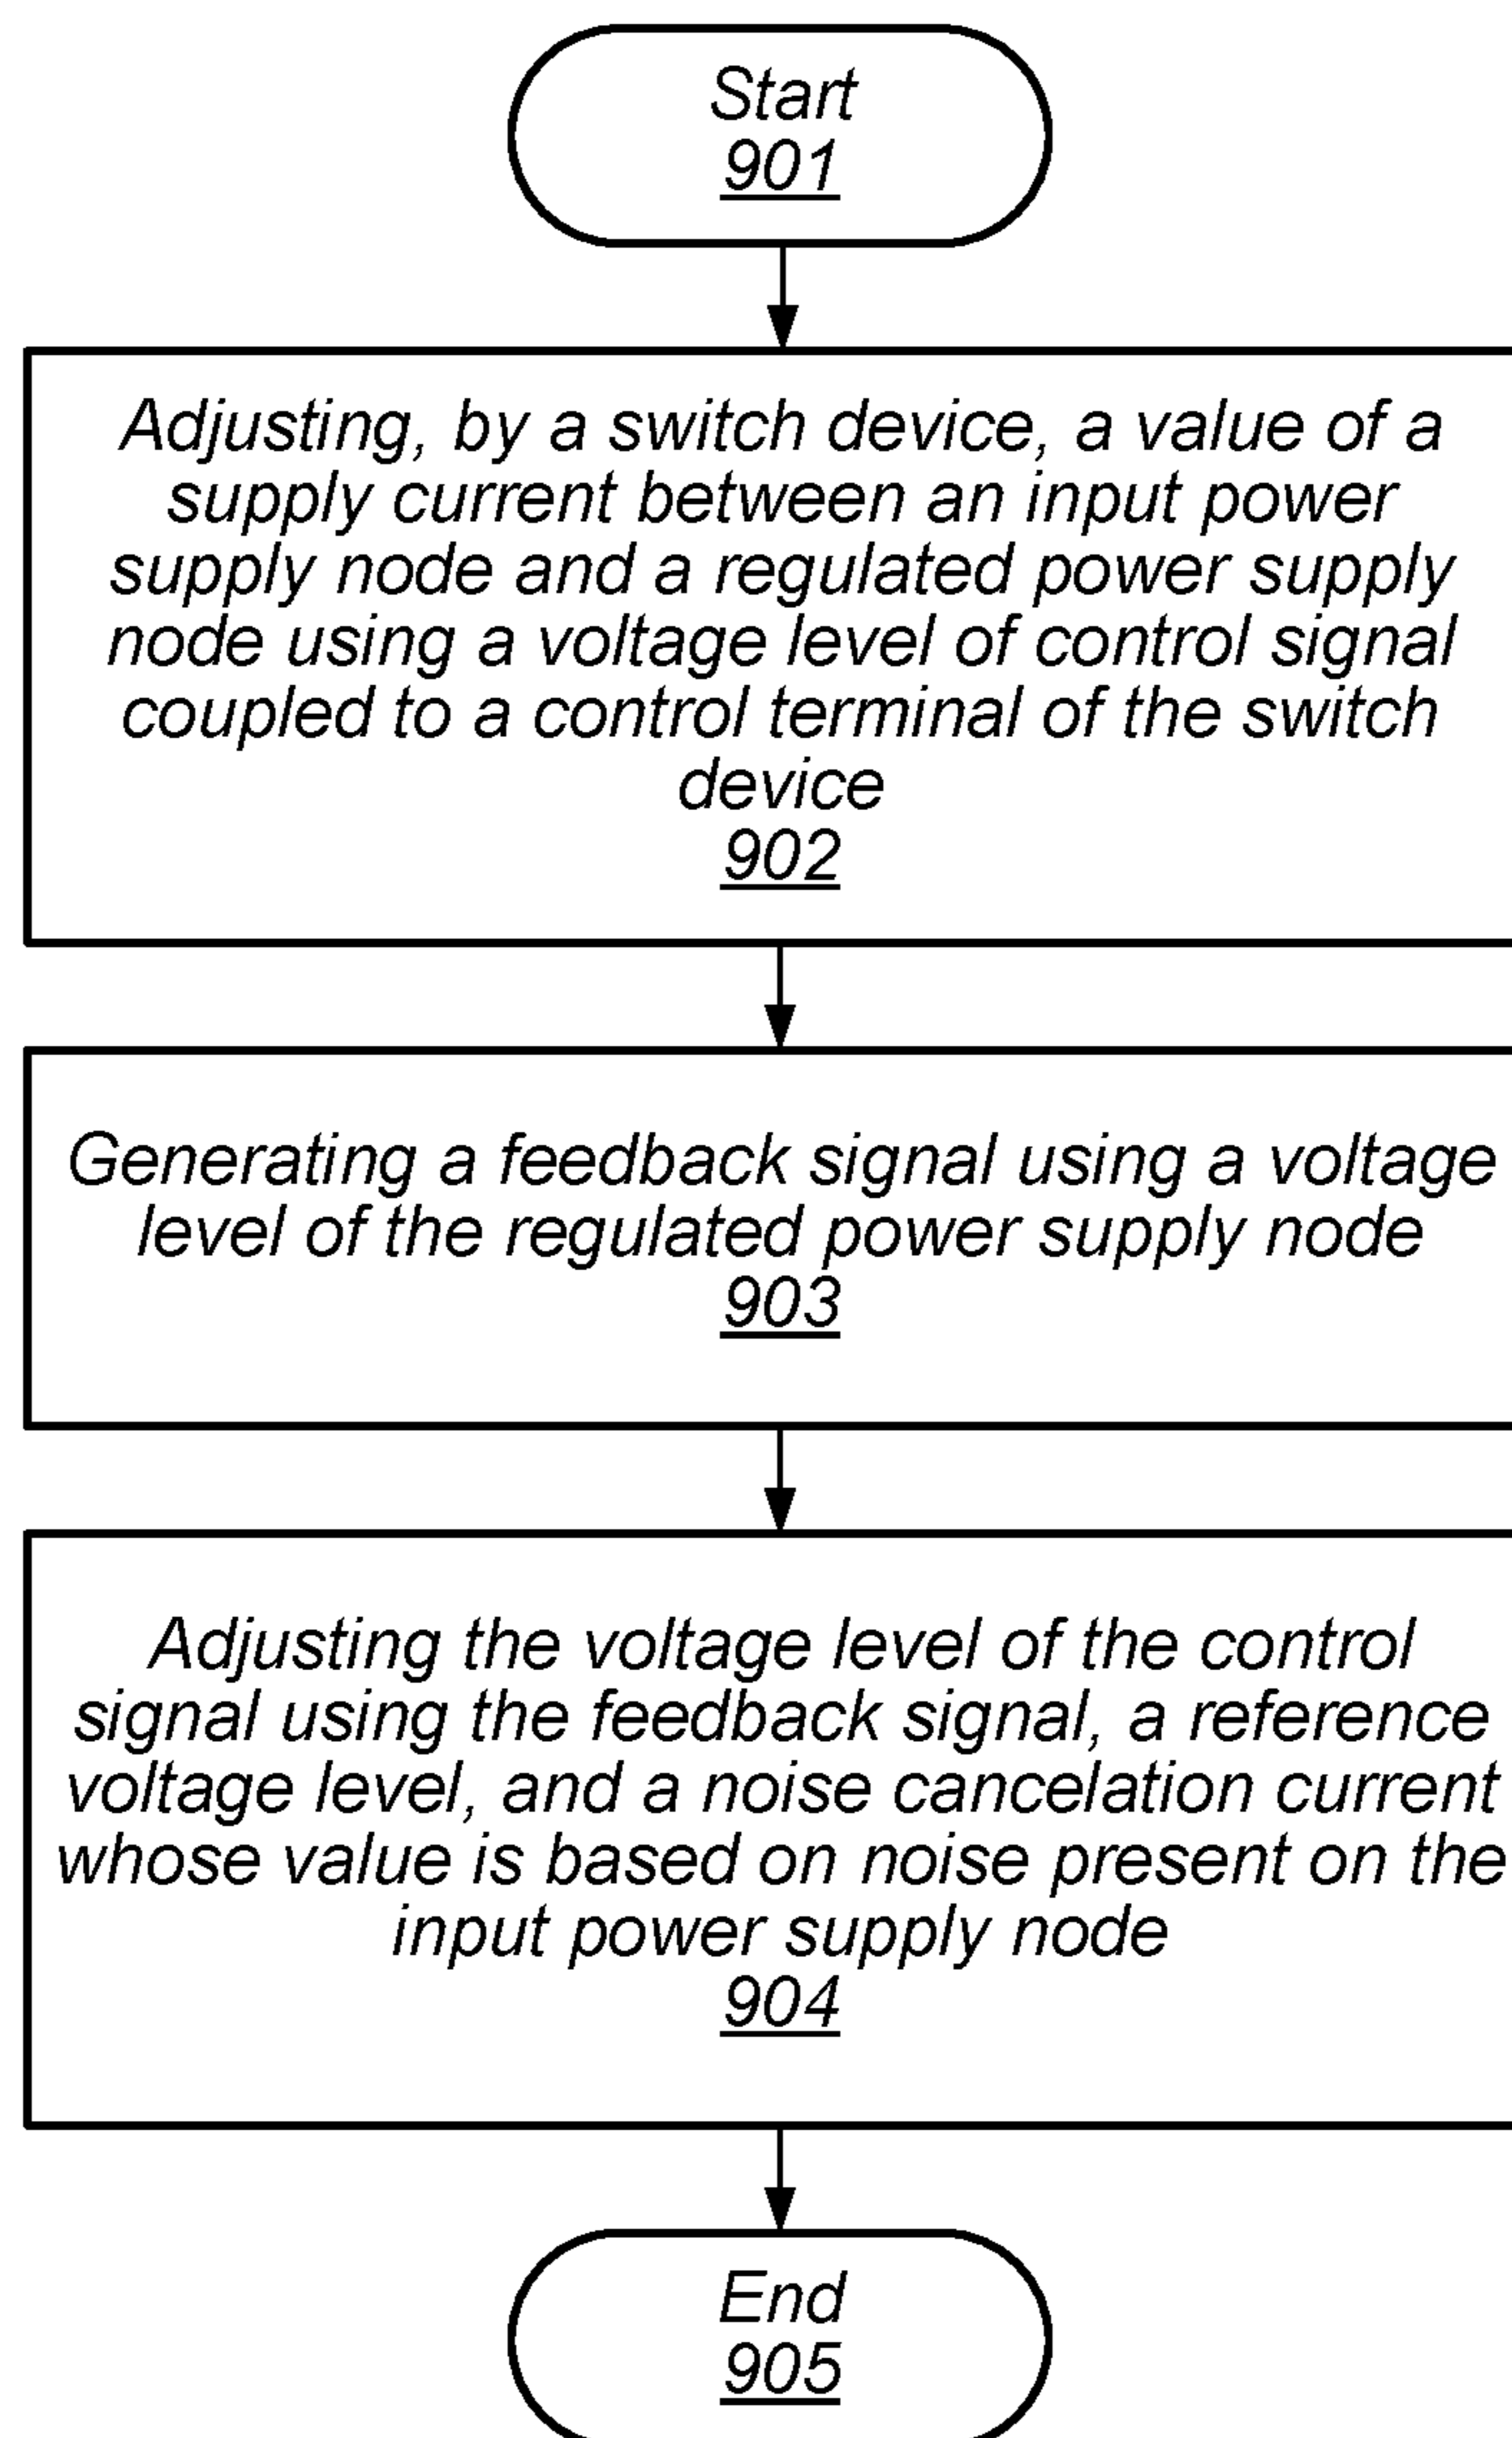 Start
901
Adjusting, by a switch device, a value of a
supply current between an input power
supply node and a regulated power supply
node using a voltage level of control signal
coupled to a control terminal of the switch
device
902
Generating a feedback signal using a voltage
level of the regulated power supply node
903
Adjusting the voltage level of the control
signal using the feedback signal, a reference
voltage level, and a noise cancelation current
whose value is based on noise present on the
input power supply node
904
End
905